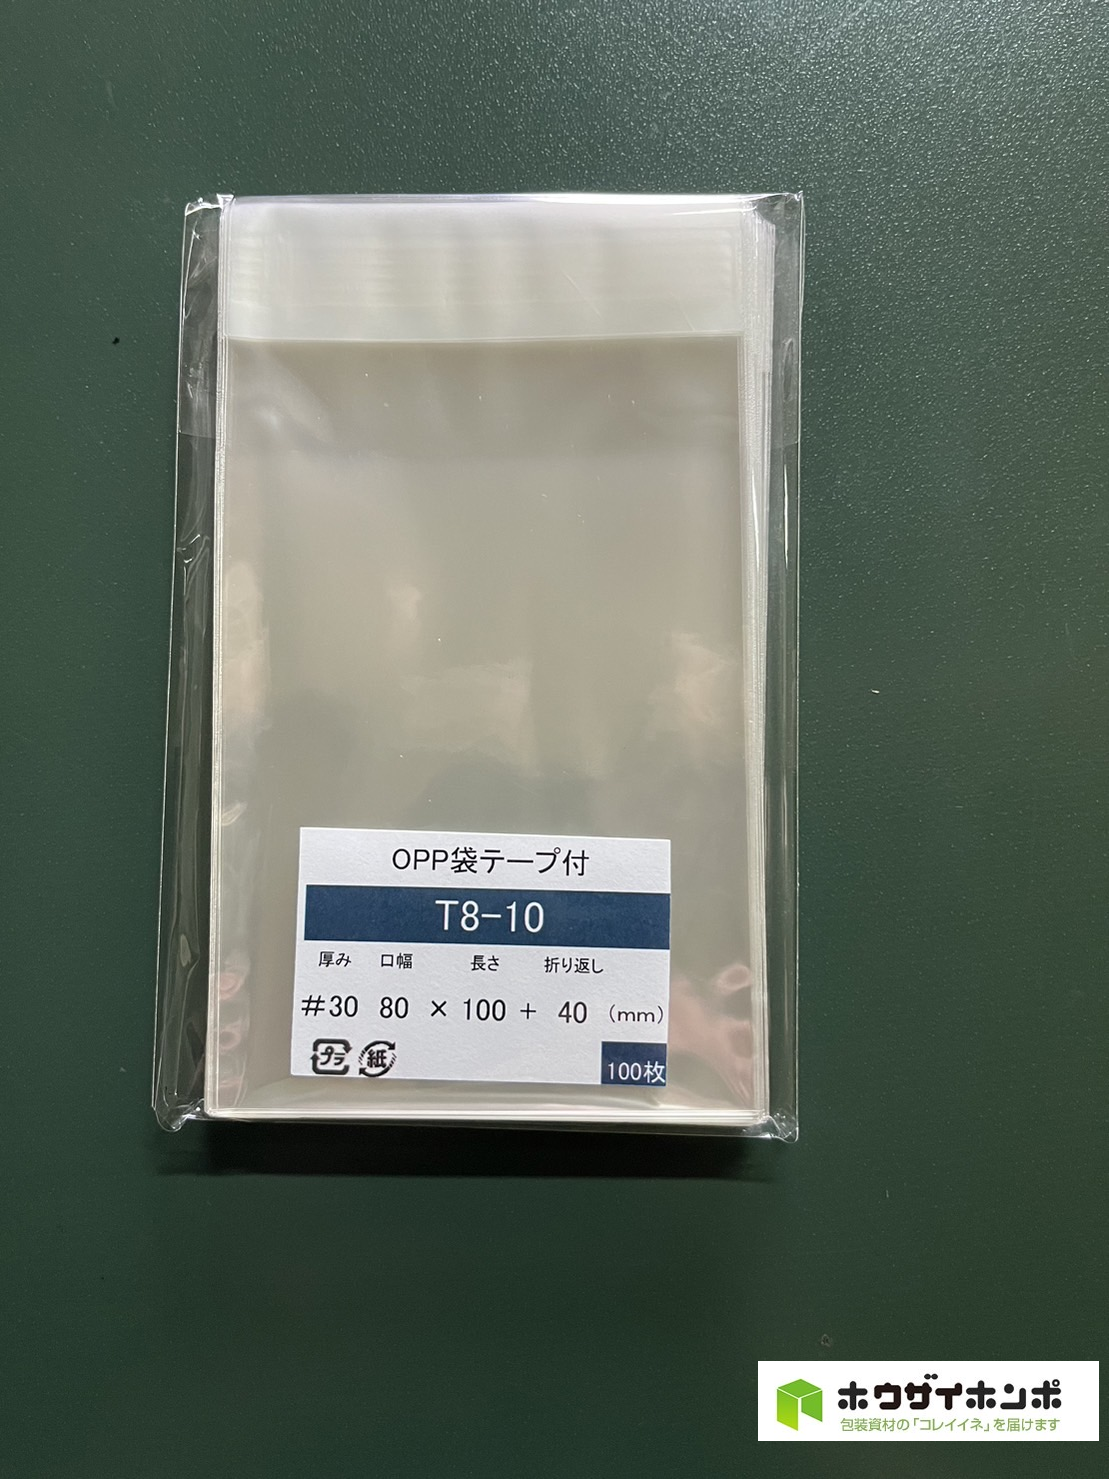 OPP袋テープ付
T8-10
厚み 口幅 長さ 折り返し
#30 80 × 100 + 40 (mm)
プラ 紙
100枚
ホウザイホンポ
包装資材の「コレイイネ」を届けます